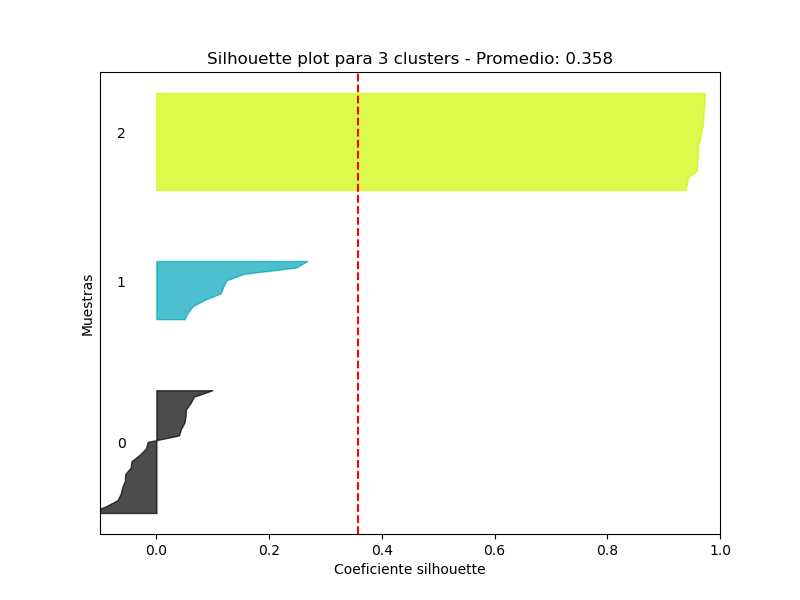 Silhouette plot para 3 clusters - Promedio: 0.358
2
1
0
Muestras
0.0 0.2 0.4 0.6 0.8 1.0
Coeficiente silhouette